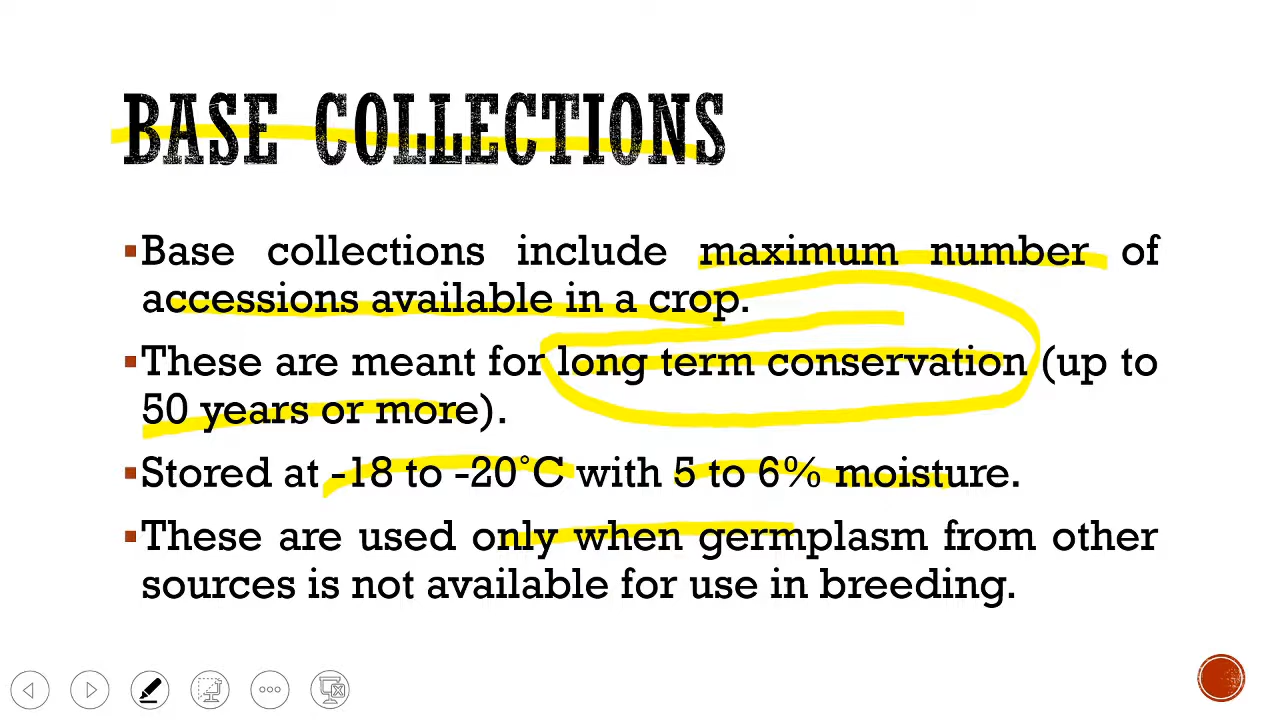 BASE COLLECTIONS
▪Base collections include maximum number of
accessions available in a crop.
▪These are meant for long term conservation (up to
50 years or more).
▪Stored at -18 to -20˚C with 5 to 6% moisture.
▪These are used only when germplasm from other
sources is not available for use in breeding.